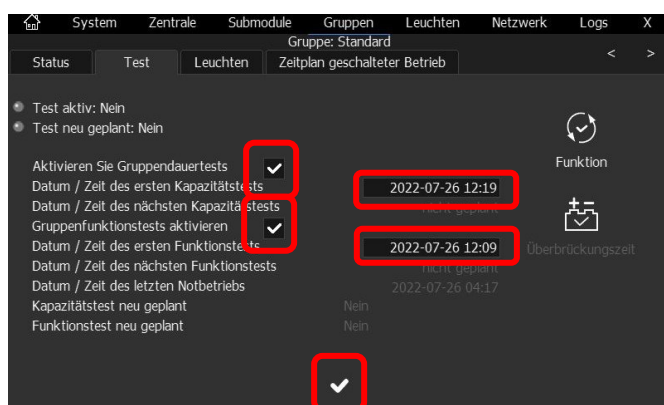 System Zentrale Submodule Gruppen Leuchten Netzwerk Logs X
Gruppe: Standard
Status Test Leuchten Zeitplan geschalteter Betrieb < >
Test aktiv: Nein
Test neu geplant: Nein
Funktion
Aktivieren Sie Gruppendauertests
Datum / Zeit des ersten Kapazitätstests 2022-07-26 12:19
Datum / Zeit des nächsten Kapazitätstests nicht geplant
Gruppenfunktionstests aktivieren
Datum / Zeit des ersten Funktionstests 2022-07-26 12:09
Überbrückungszeit
Datum / Zeit des nächsten Funktionstests nicht geplant
Datum / Zeit des letzten Notbetriebs 2022-07-26 04:17
Kapazitätstest neu geplant Nein
Funktionstest neu geplant Nein